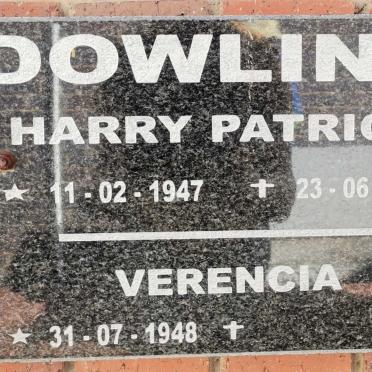 DOWLIN
HARRY PATRIC
★ 11-02-1947 ✝ 23-06
VERENCIA
★ 31-07-1948 ✝